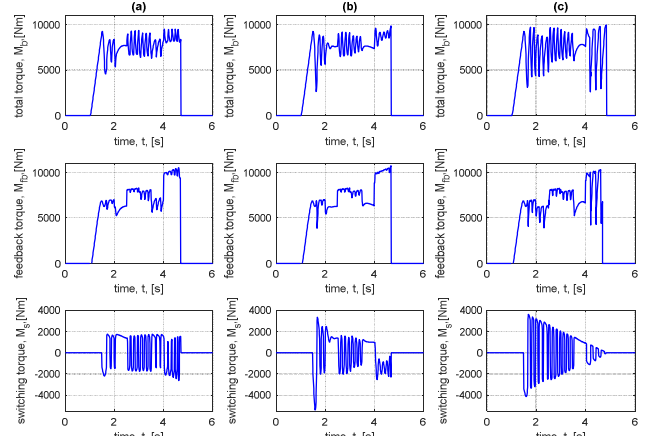 (a) (b) (c)
total torque, Mb,[Nm] 10000 5000 0 total torque, Mb,[Nm] 10000 5000 0 total torque, Mb,[Nm] 10000 5000 0
0 2 4 6 0 2 4 6 0 2 4 6
time, t, [s] time, t, [s] time, t, [s]
feedback torque, Mfb,[Nm] 10000 5000 0 feedback torque, Mfb,[Nm] 10000 5000 0 feedback torque, Mfb,[Nm] 10000 5000 0
0 2 4 6 0 2 4 6 0 2 4 6
time, t, [s] time, t, [s] time, t, [s]
switching torque, Ms,[Nm] 4000 2000 0 -2000 -4000 switching torque, Ms,[Nm] 4000 2000 0 -2000 -4000 switching torque, Ms,[Nm] 4000 2000 0 -2000 -4000
0 2 4 6 0 2 4 6 0 2 4 6
time, t, [s] time, t, [s] time, t, [s]